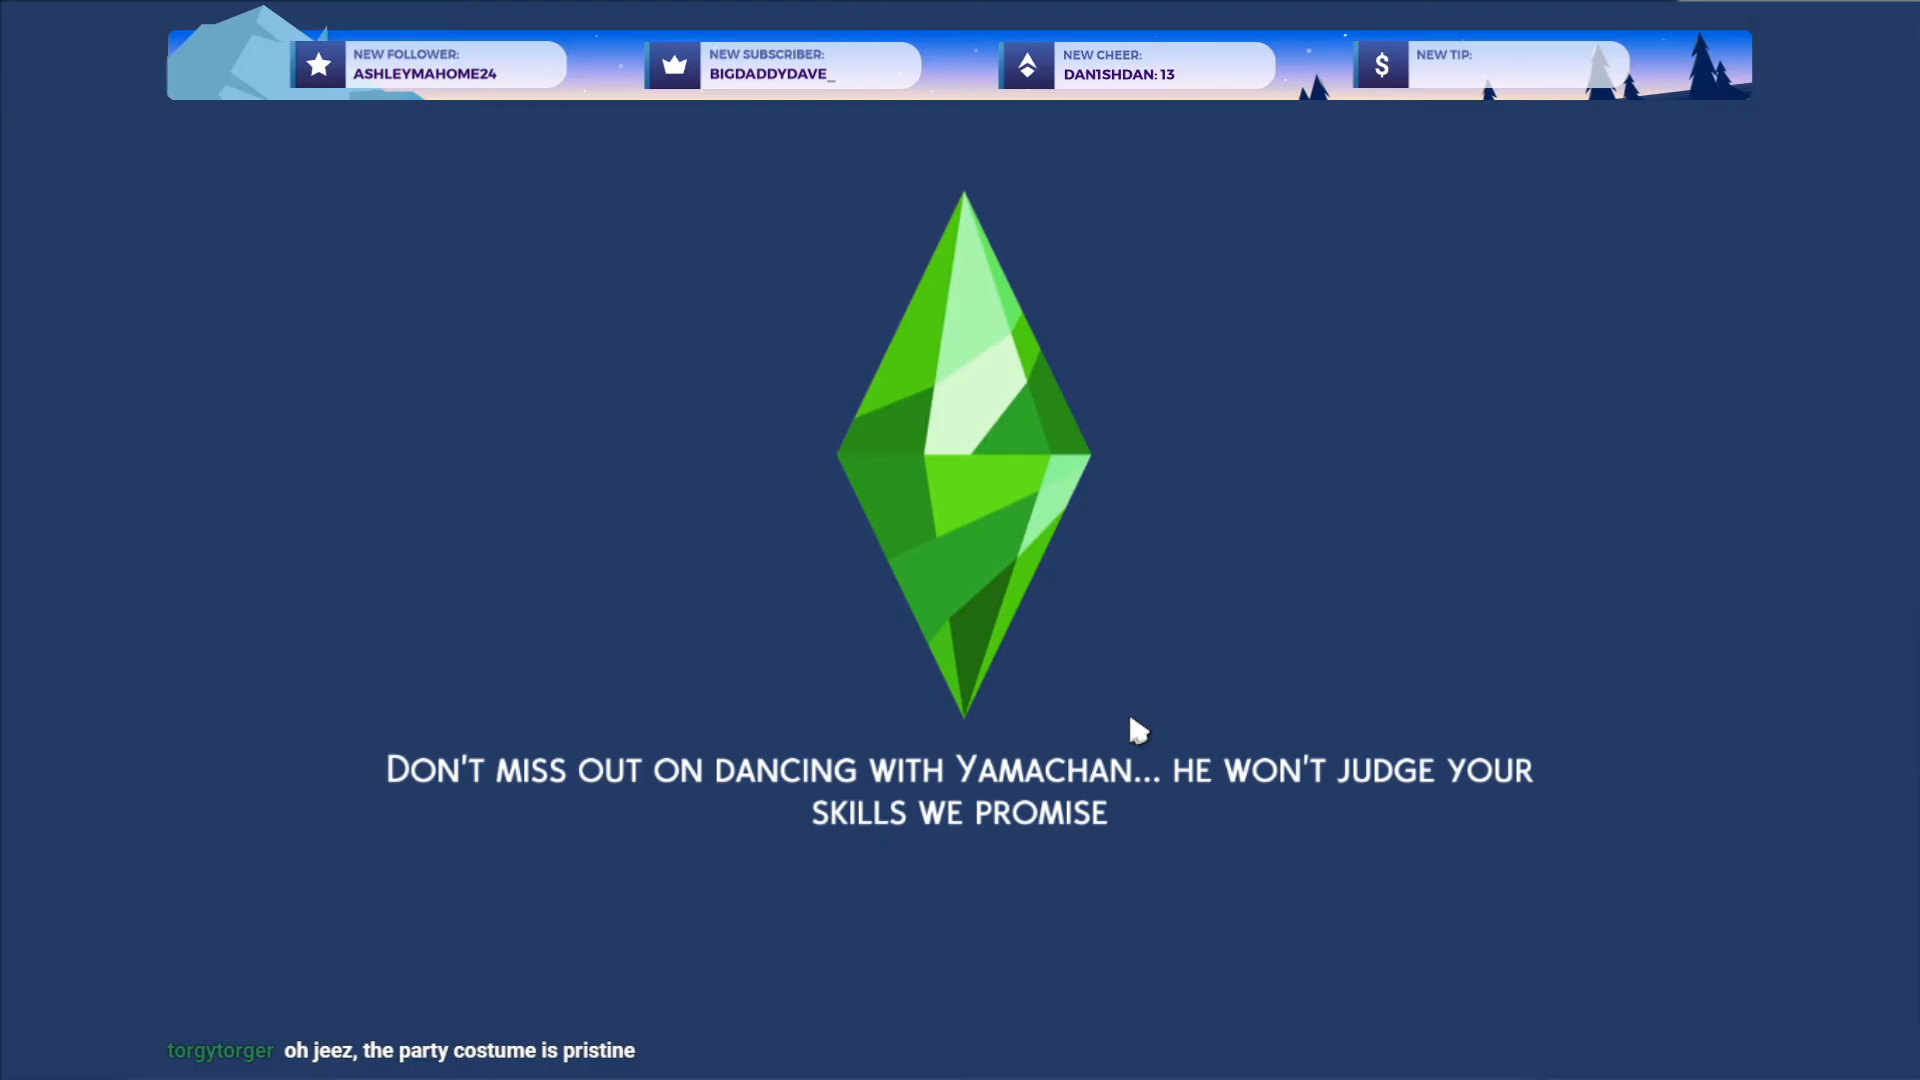 NEW FOLLOWER:
ASHLEYMAHOME24
NEW SUBSCRIBER:
BIGDADDYDAVE_
NEW CHEER:
DAN1SHDAN: 13
NEW TIP:
DON'T MISS OUT ON DANCING WITH YAMACHAN... HE WON'T JUDGE YOUR
SKILLS WE PROMISE
torgytorger oh jeez, the party costume is pristine